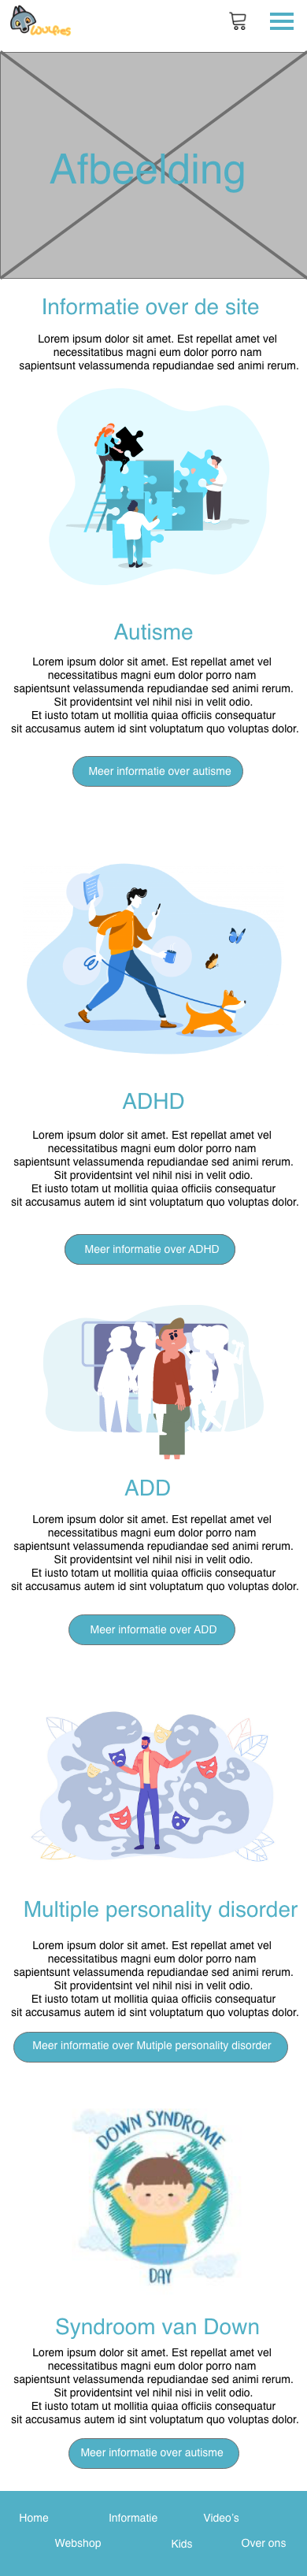 woulfies
Afbeelding
Informatie over de site
Lorem ipsum dolor sit amet. Est repellat amet vel
necessitatibus magni eum dolor porro nam
sapientsunt velassumenda repudiandae sed animi rerum.
Autisme
Lorem ipsum dolor sit amet. Est repellat amet vel
necessitatibus magni eum dolor porro nam
sapientsunt velassumenda repudiandae sed animi rerum.
Sit providentsint vel nihil nisi in velit odio.
Et iusto totam ut mollitia quiaa officiis consequatur
sit accusamus autem id sint voluptatum quo voluptas dolor.
Meer informatie over autisme
ADHD
Lorem ipsum dolor sit amet. Est repellat amet vel
necessitatibus magni eum dolor porro nam
sapientsunt velassumenda repudiandae sed animi rerum.
Sit providentsint vel nihil nisi in velit odio.
Et iusto totam ut mollitia quiaa officiis consequatur
sit accusamus autem id sint voluptatum quo voluptas dolor.
Meer informatie over ADHD
ADD
Lorem ipsum dolor sit amet. Est repellat amet vel
necessitatibus magni eum dolor porro nam
sapientsunt velassumenda repudiandae sed animi rerum.
Sit providentsint vel nihil nisi in velit odio.
Et iusto totam ut mollitia quiaa officiis consequatur
sit accusamus autem id sint voluptatum quo voluptas dolor.
Meer informatie over ADD
Multiple personality disorder
Lorem ipsum dolor sit amet. Est repellat amet vel
necessitatibus magni eum dolor porro nam
sapientsunt velassumenda repudiandae sed animi rerum.
Sit providentsint vel nihil nisi in velit odio.
Et iusto totam ut mollitia quiaa officiis consequatur
sit accusamus autem id sint voluptatum quo voluptas dolor.
Meer informatie over Mutiple personality disorder
DOWN SYNDROME
DAY
Syndroom van Down
Lorem ipsum dolor sit amet. Est repellat amet vel
necessitatibus magni eum dolor porro nam
sapientsunt velassumenda repudiandae sed animi rerum.
Sit providentsint vel nihil nisi in velit odio.
Et iusto totam ut mollitia quiaa officiis consequatur
sit accusamus autem id sint voluptatum quo voluptas dolor.
Meer informatie over autisme
Home Informatie Video's
Webshop Kids Over ons